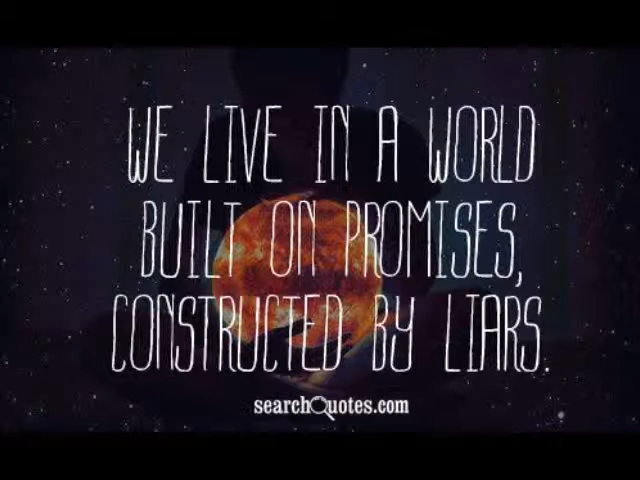 WE LIVE IN A WORLD
BUILT ON PROMISES,
CONSTRUCTED BY LIARS.
searchQuotes.com